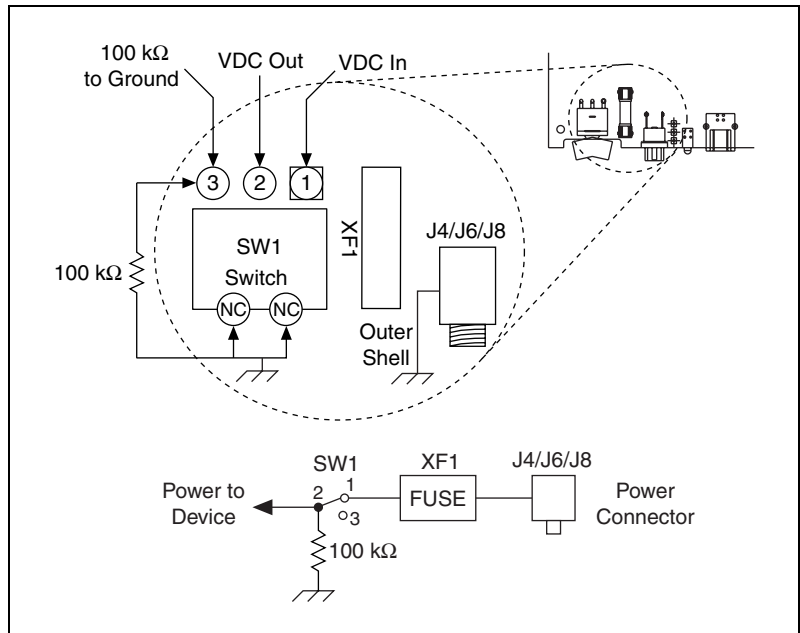 100 kΩ
to Ground
VDC Out
VDC In
3
2
1
XF1
SW1
Switch
J4/J6/J8
100 kΩ
NC
NC
Outer
Shell
SW1
XF1
J4/J6/J8
Power to
Device
2
1
3
FUSE
Power
Connector
100 kΩ